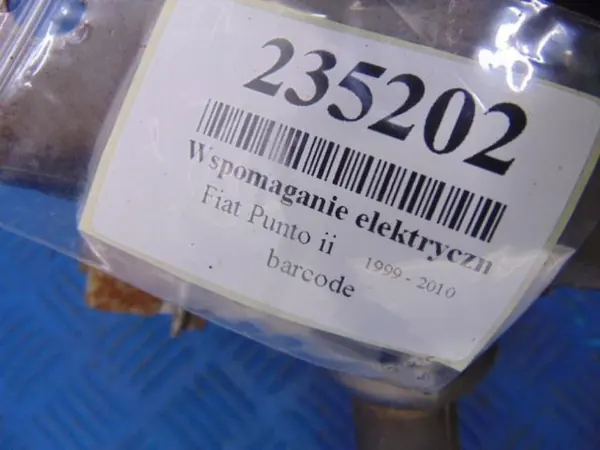 235202
Wspomaganie elektryczn
Fiat Punto ii 1999 - 2010
barcode